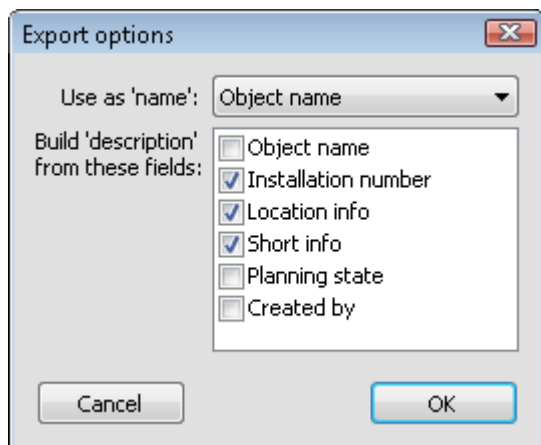 Export options
Use as 'name': Object name
Build 'description'
from these fields:
Object name
Installation number
Location info
Short info
Planning state
Created by
Cancel OK